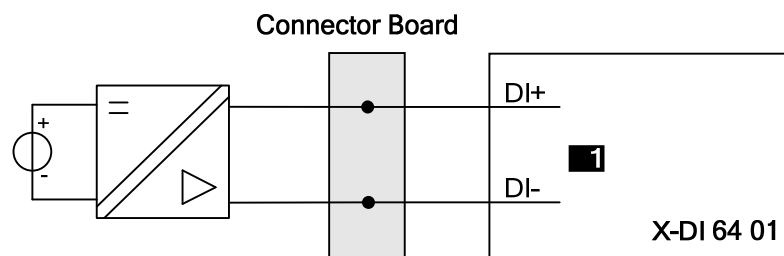 Connector Board
DI+
+
-
1
DI-
X-DI 64 01